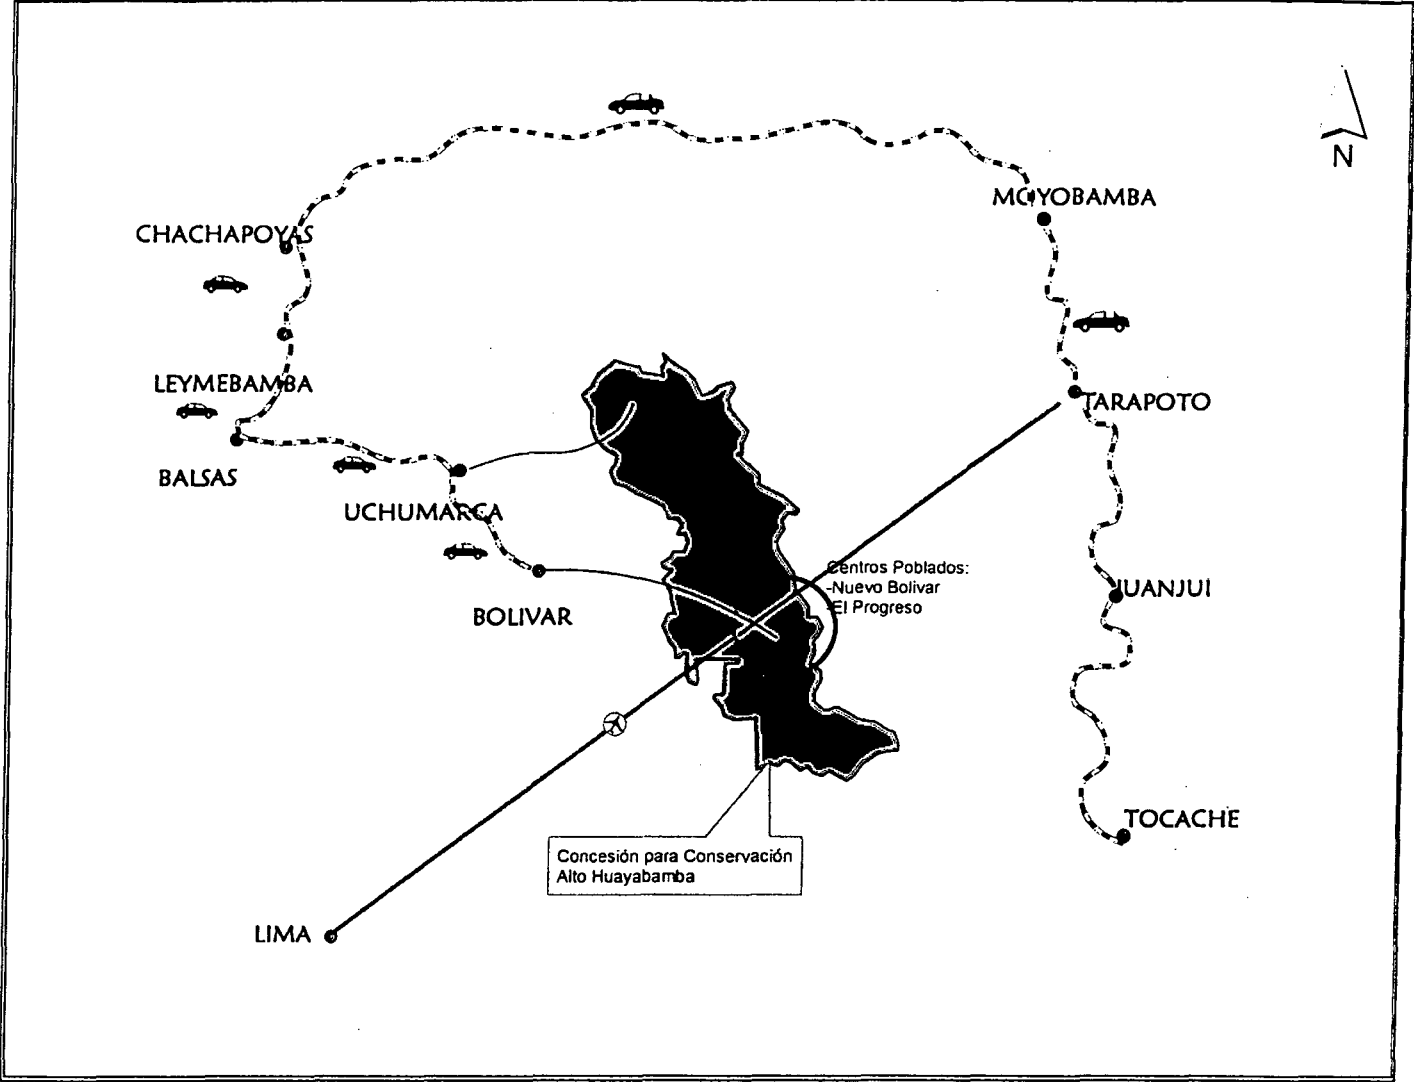 N
MOYOBAMBA
CHACHAPOYAS
LEYMEBAMBA
TARAPOTO
BALSAS
UCHUMARCA
Centros Poblados:
-Nuevo Bolivar
-El Progreso
JUANJUI
BOLIVAR
TOCACHE
Concesión para Conservación
Alto Huayabamba
LIMA